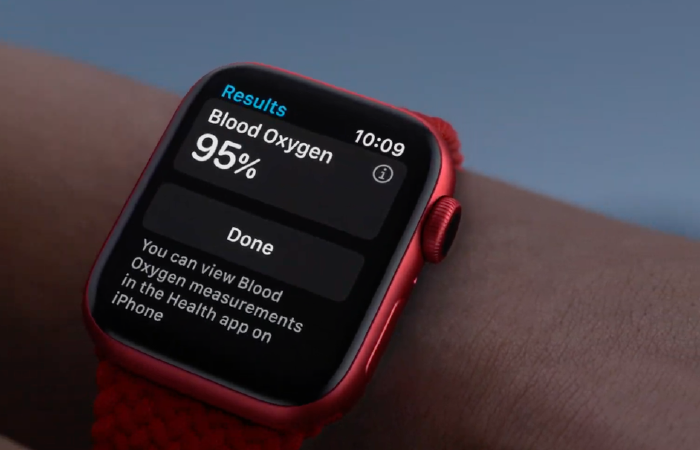 Results
10:09
Blood Oxygen
95%
Done
You can view Blood
Oxygen measurements
in the Health app on
iPhone